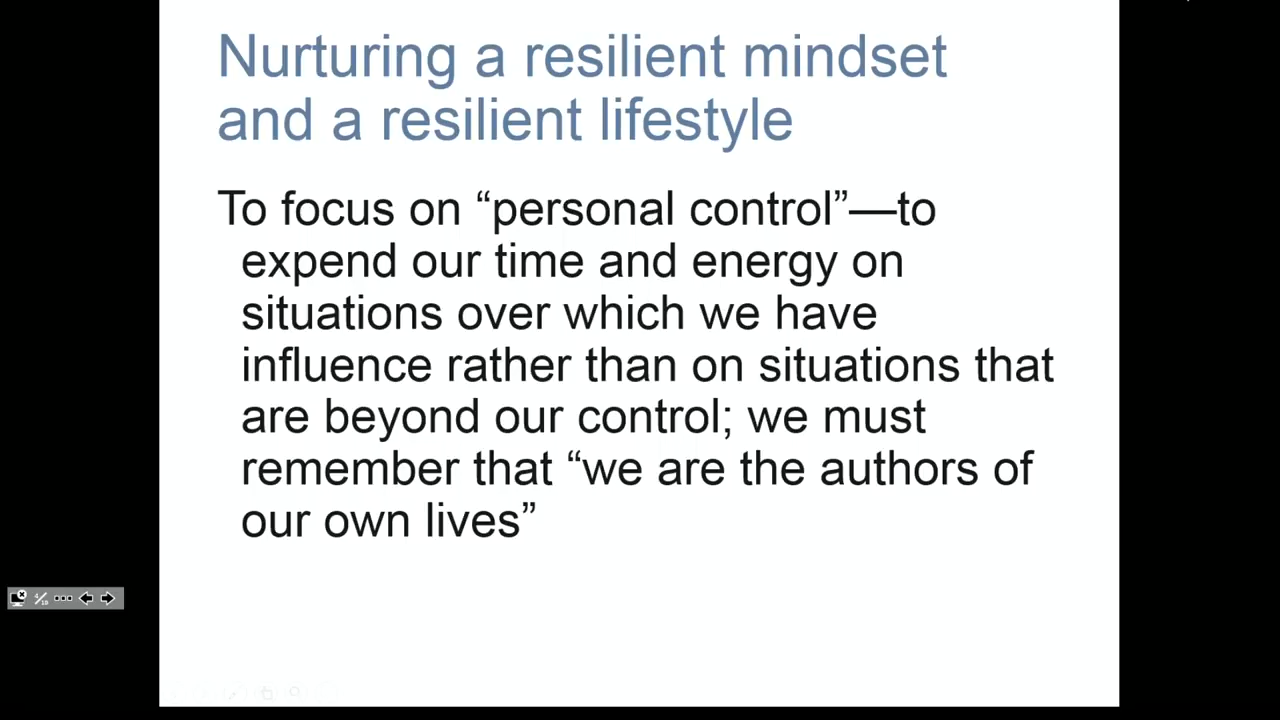 Nurturing a resilient mindset
and a resilient lifestyle
To focus on “personal control”—to
expend our time and energy on
situations over which we have
influence rather than on situations that
are beyond our control; we must
remember that “we are the authors of
our own lives”
4/18